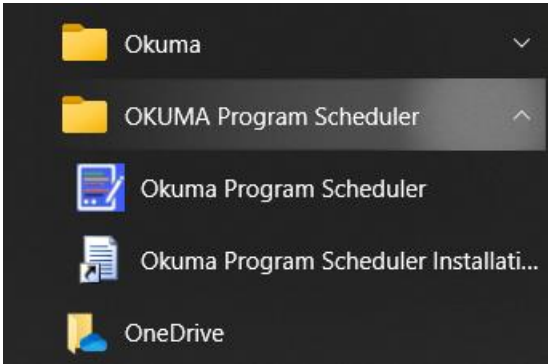 Okuma
OKUMA Program Scheduler
Okuma Program Scheduler
Okuma Program Scheduler Installati...
OneDrive